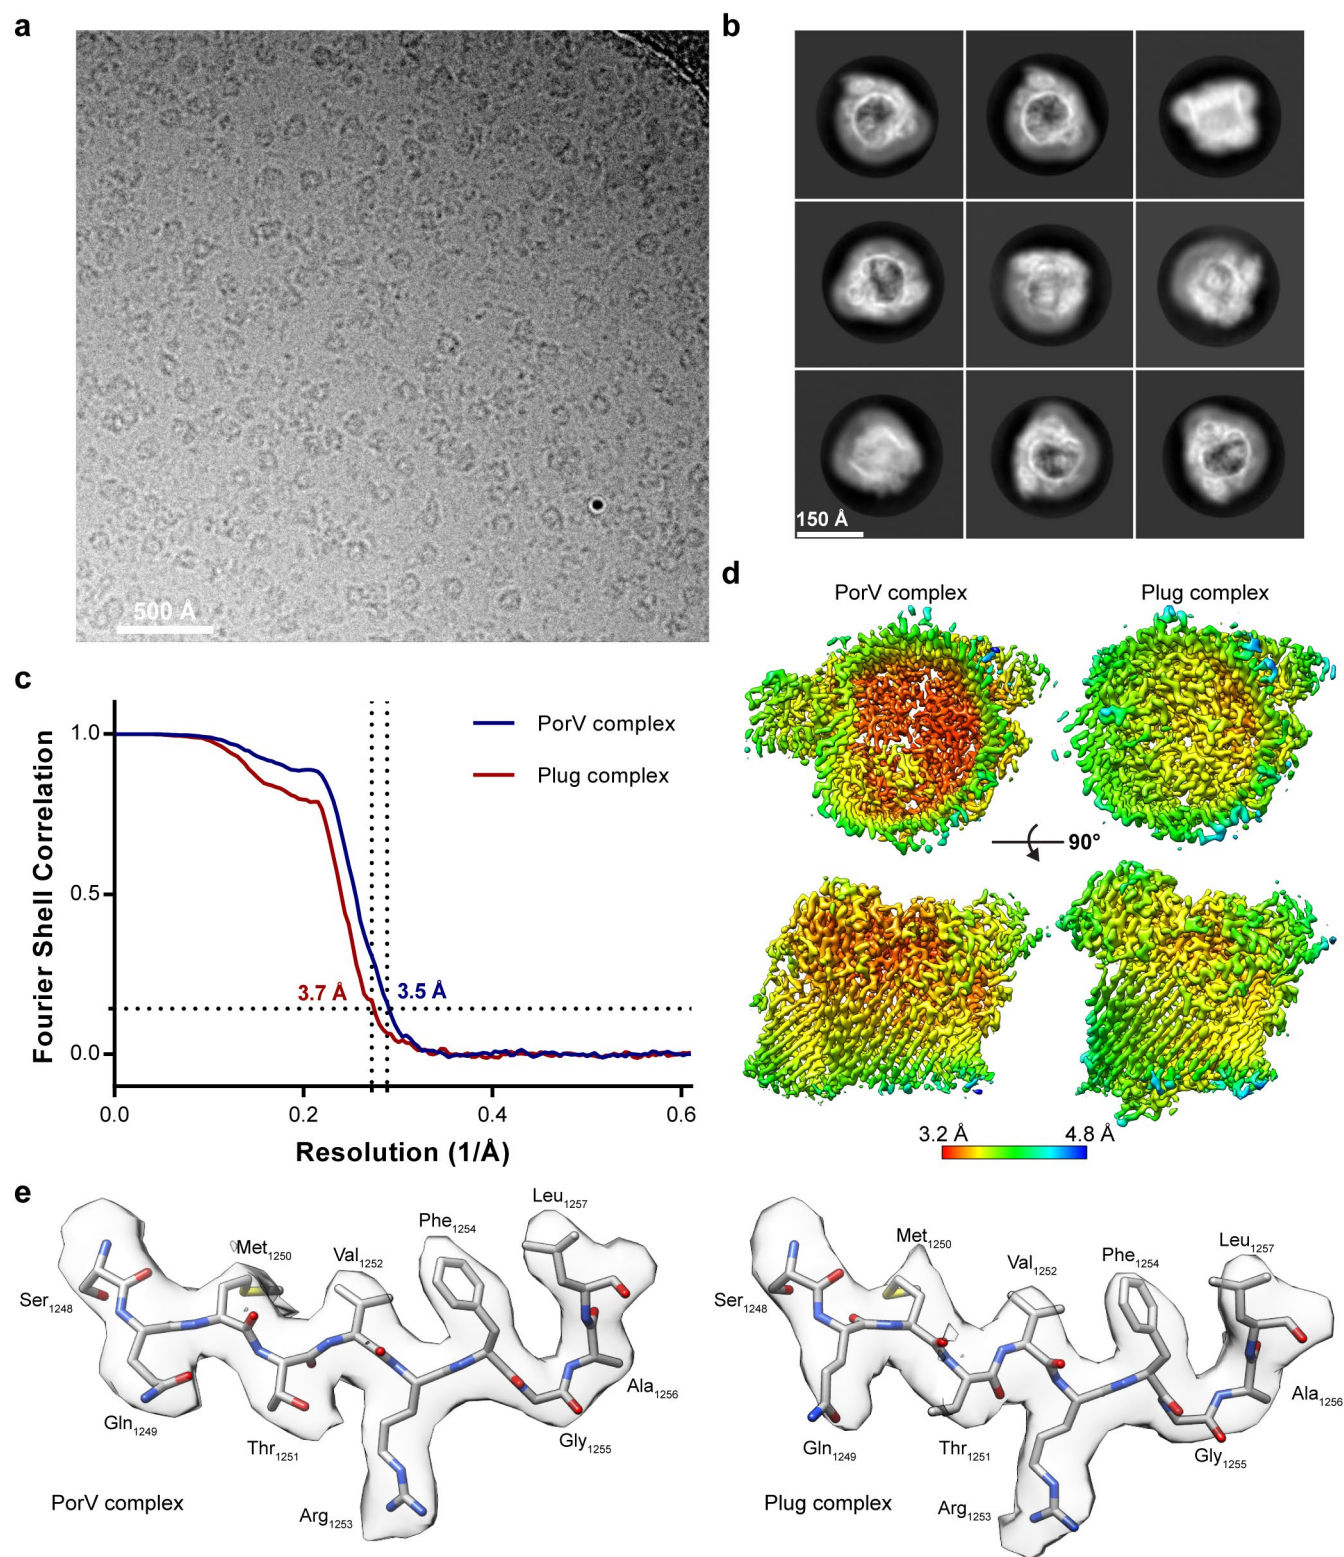 a
500 Å
b
150 Å
c
Fourier Shell Correlation
1.0
0.5
0.0
PorV complex
Plug complex
3.7 Å
3.5 Å
0.0
0.2
0.4
0.6
Resolution (1/Å)
d
PorV complex
Plug complex
90°
3.2 Å
4.8 Å
e
Ser1248
Gln1249
Met1250
Thr1251
Val1252
Arg1253
Phe1254
Gly1255
Ala1256
Leu1257
PorV complex
Ser1248
Gln1249
Met1250
Thr1251
Val1252
Arg1253
Phe1254
Gly1255
Ala1256
Leu1257
Plug complex